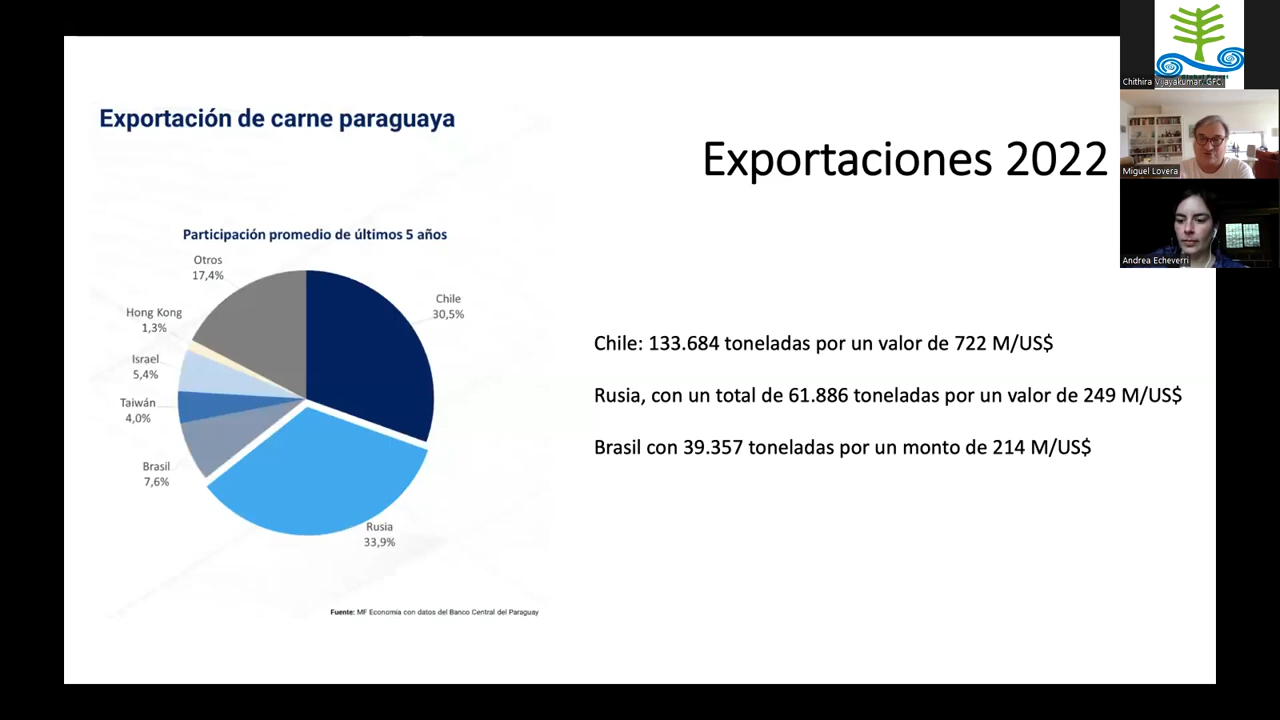 Exportación de carne paraguaya
Participación promedio de últimos 5 años
Otros
17,4%
Hong Kong
1,3%
Israel
5,4%
Taiwán
4,0%
Brasil
7,6%
Chile
30,5%
Rusia
33,9%
Fuente: MF Economía con datos del Banco Central del Paraguay
Exportaciones 2022
Chile: 133.684 toneladas por un valor de 722 M/US$
Rusia, con un total de 61.886 toneladas por un valor de 249 M/US$
Brasil con 39.357 toneladas por un monto de 214 M/US$
Chithira Vijayakumar. GFC.
Miguel Lovera
Andrea Echeverri